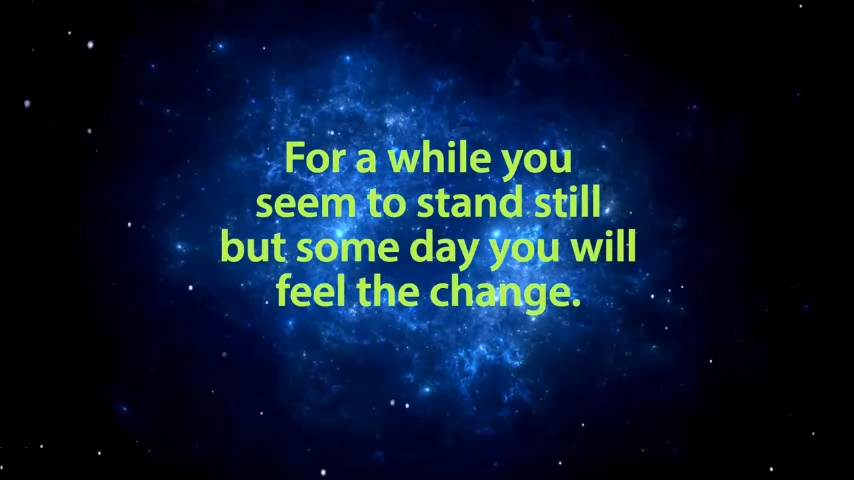 For a while you
seem to stand still
but some day you will
feel the change.